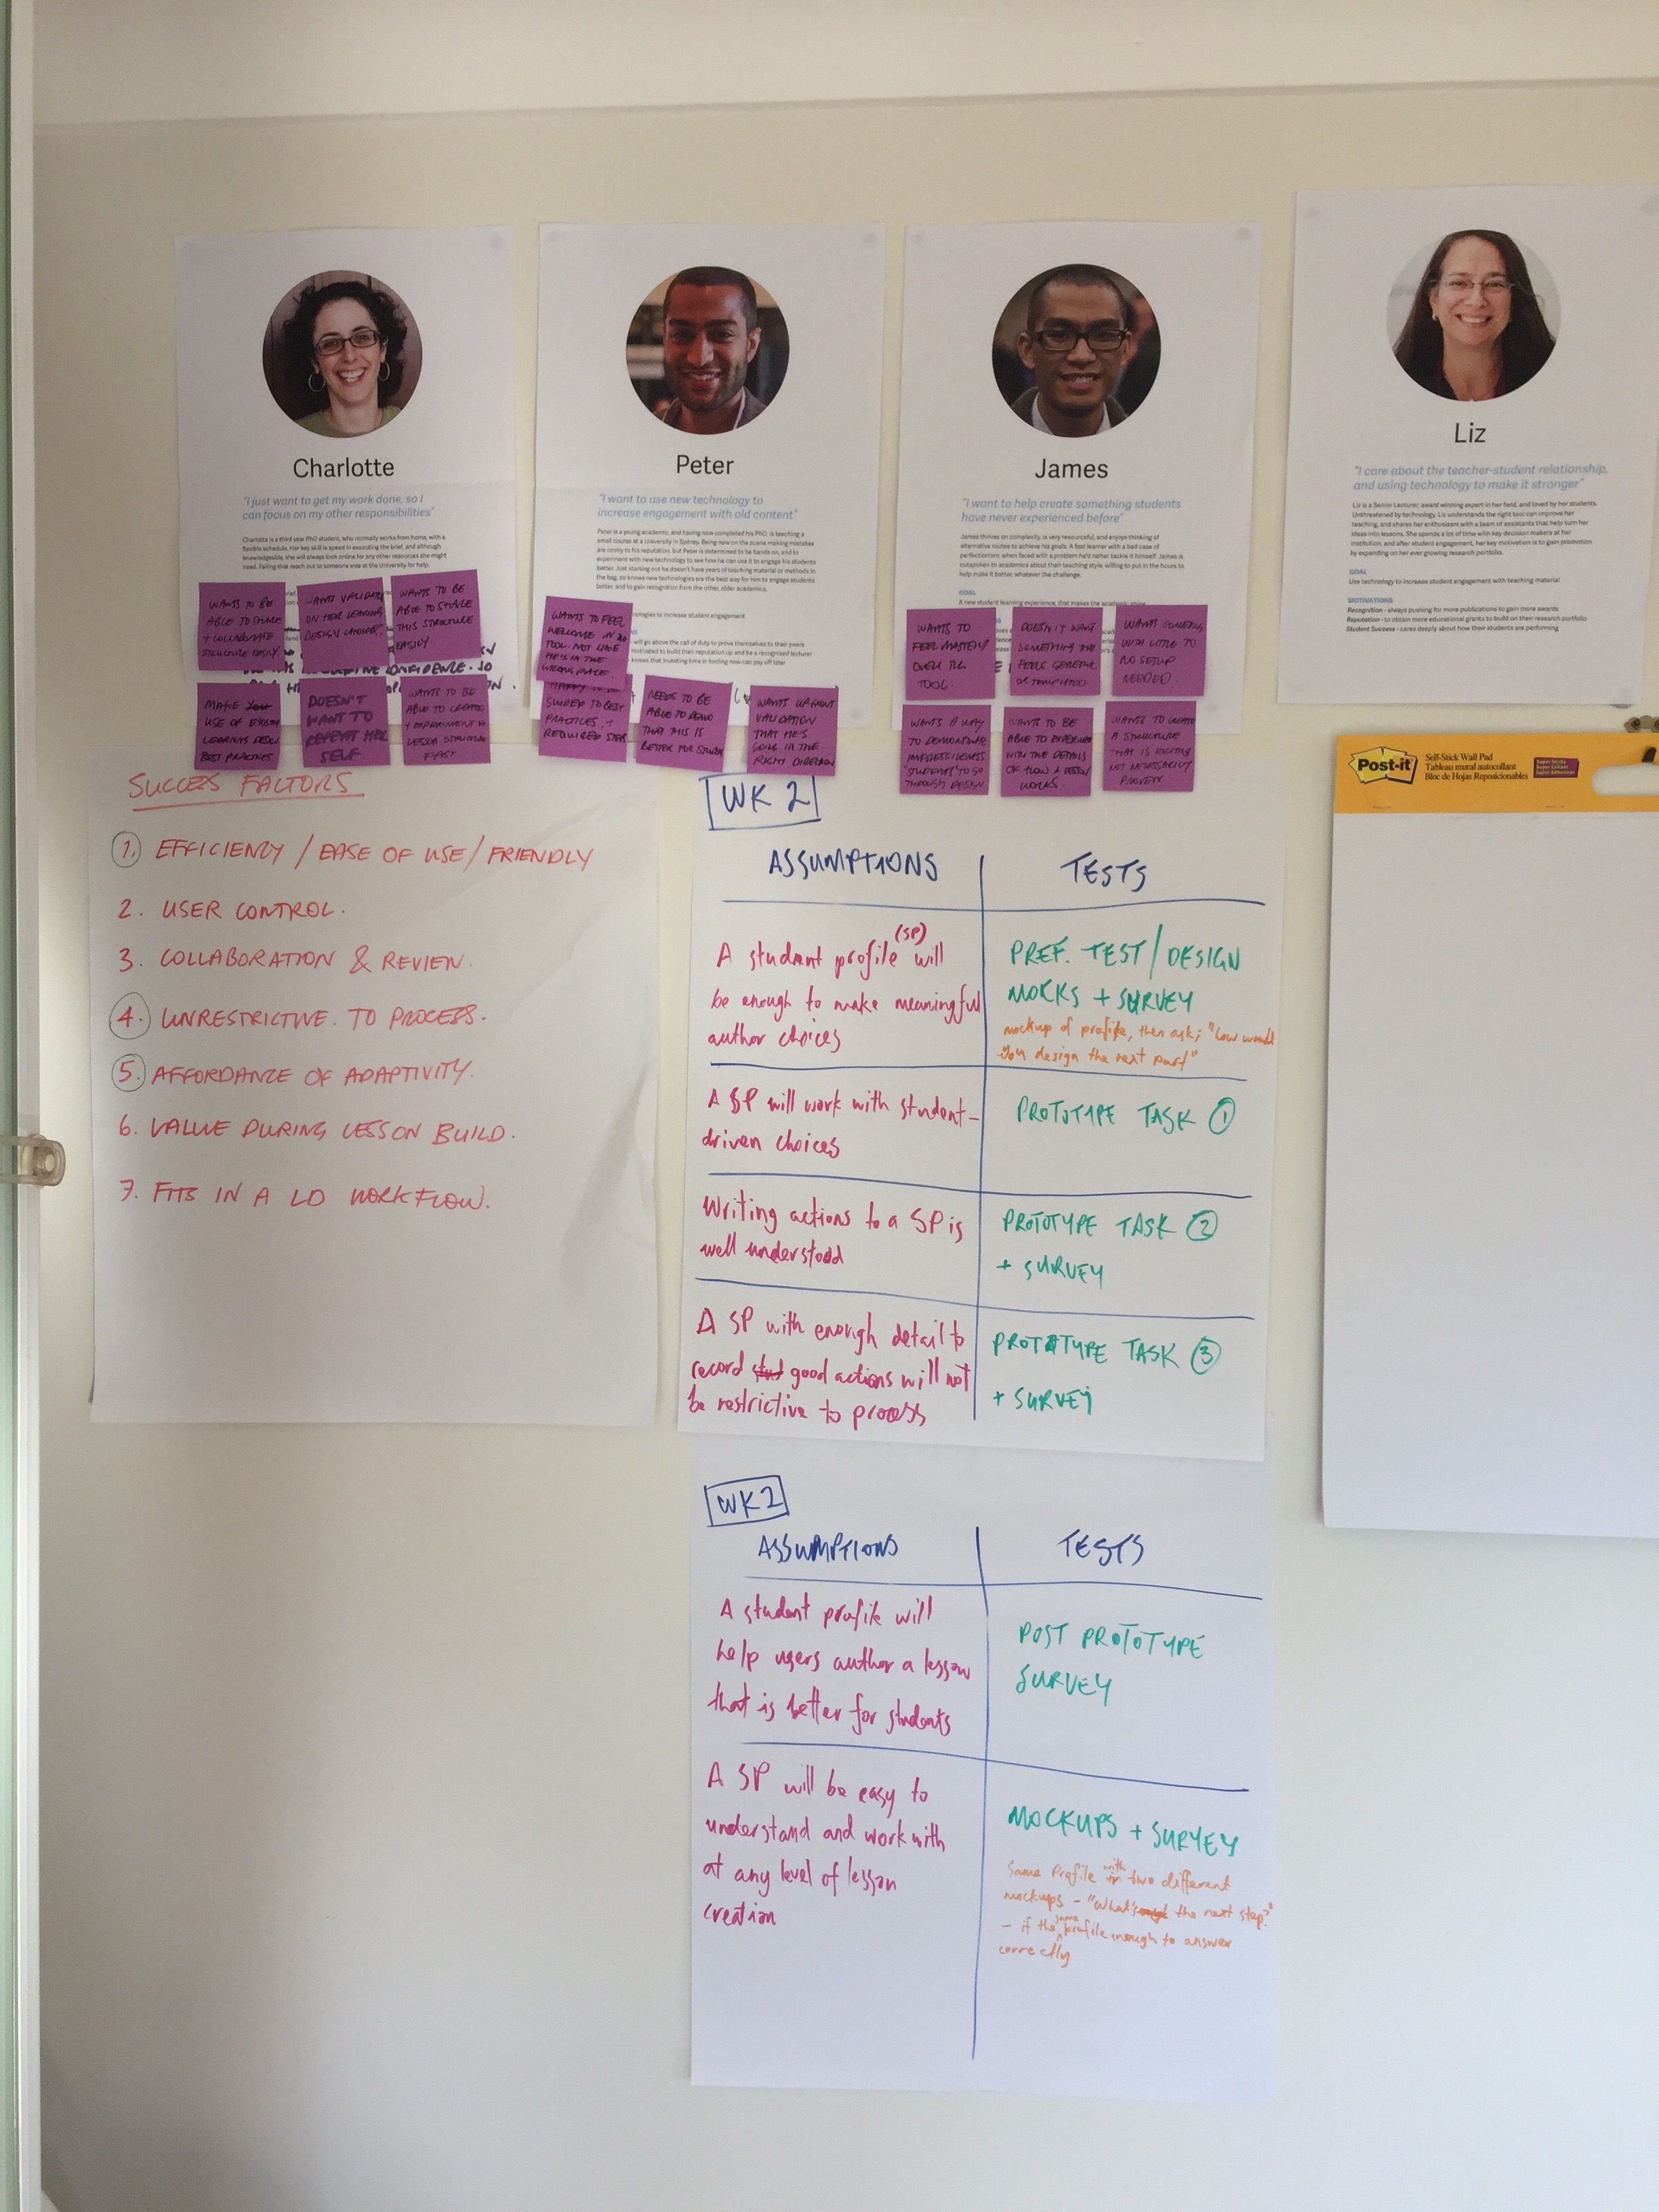 Charlotte
"I just want to get my work done, so I
can focus on my other responsibilities"
Charlotte is a third year PhD student, who normally works from home, with a
flexible schedule. Her key skill is speed in executing the brief, and although
knowledgeable, she will always look online for any other resources she might
need. Failing that reach out to someone else at the University for help.
WANTS TO BE
ABLE TO SHARE
+ COLLABORATE
STRUCTURE EASILY
WANTS VALIDATION
ON HER LEARNING
DESIGN CHOICES
WANTS TO BE
ABLE TO SHARE
THIS STRUCTURE
EASILY
CONFIDENCE. SO
MAKE
USE OF EXISTING
LEARNING DESIGN
BEST PRACTICES
DOESN'T
WANT TO
REPEAT HER
SELF
WANTS TO BE
ABLE TO CREATE
+ EXPERIMENT W
LESSON STRUCTURE
FIRST
Peter
"I want to use new technology to
increase engagement with old content"
Peter is a young academic, and having now completed his PhD, is teaching a
small course at a University in Sydney. Being new on the scene making mistakes
are costly to his reputation, but Peter is determined to be hands on, and to
experiment with new technology to see how he can use it to engage his students
better. Just starting out he doesn't have years of teaching material or methods in
the bag, so knows new technologies are the best way for him to engage students
better, and to gain recognition from the other, older academics.
nologies to increase student engagement
will go above the call of duty to prove themselves to their peers
motivated to build their reputation up and be a recognised lecturer
knows that investing time in tooling now can pay off later
WANTS TO FEEL
WELCOME IN
TOOL. NOT LIKE
HE'S IN THE
WRONG PLACE.
HAPPY TO BE
GUIDED TO BEST
PRACTICES, +
REQUIRED STEPS
NEEDS TO BE
ABLE TO DEMO
THAT THIS IS
BETTER FOR STUDENTS
WANTS UPFRONT
VALIDATION
THAT HE'S
GOING IN THE
RIGHT DIRECTION
James
"I want to help create something students
have never experienced before"
James thrives on complexity, is very resourceful, and enjoys thinking of
alternative routes to achieve his goals. A fast learner with a bad case of
perfectionism, when faced with a problem he'd rather tackle it himself. James is
outspoken to academics about their teaching style, willing to put in the hours to
help make it better, whatever the challenge.
GOAL
A new student learning experience, that makes the academic shine
WANTS TO
FEEL MASTERY
OVER THE
TOOL.
DOESN'T WANT
SOMETHING THAT
FEELS GENERIC
OR TEMPLATED
WANTS SOMETHING
WITH LITTLE TO
NO SETUP
NEEDED.
WANTS A WAY
TO DEMONSTRATE
"STUDENT" TO GO
THROUGH DESIGN
WANTS TO BE
ABLE TO EXPERIMENT
WITH THE DETAILS
OF HOW A LESSON
WORKS.
WANTS TO CREATE
A STRUCTURE
THAT IS EXCITING
NOT NECESSARILY
PROVEN
Liz
"I care about the teacher-student relationship,
and using technology to make it stronger"
Liz is a Senior Lecturer, award winning expert in her field, and loved by her students.
Unthreatened by technology, Liz understands the right tool can improve her
teaching, and shares her enthusiasm with a team of assistants that help turn her
ideas into lessons. She spends a lot of time with key decision makers at her
institution, and after student engagement, her key motivation is to gain promotion
by expanding on her ever growing research portfolio.
GOAL
Use technology to increase student engagement with teaching material
MOTIVATIONS
Recognition - always pushing for more publications to gain more awards
Reputation - to obtain more educational grants to build on their research portfolio
Student Success - cares deeply about how their students are performing
Post-it
Self-Stick Wall Pad
Tableau mural autocollant
Bloc de Hojas Reposicionables
Super Sticky
SUCCES FACTORS
1. EFFICIENCY / EASE OF USE / FRIENDLY
2. USER CONTROL.
3. COLLABORATION & REVIEW.
4. UNRESTRICTIVE. TO PROCESS.
5. AFFORDANCE OF ADAPTIVITY.
6. VALUE DURING LESSON BUILD.
7. FITS IN A LD WORKFLOW.
WK 2
ASSUMPTIONS
TESTS
A student profile (SP) will
be enough to make meaningful
author choices
PREF. TEST / DESIGN
MOCKS + SURVEY
mockup of profile, then ask; "how would
you design the next part"
A SP will work with student-
driven choices
PROTOTYPE TASK 1
Writing actions to a SP is
well understood
PROTOTYPE TASK 2
+ SURVEY
A SP with enough detail to
record good actions will not
be restrictive to process
PROTOTYPE TASK 3
+ SURVEY
WK2
ASSUMPTIONS
TESTS
A student profile will
help users author a lesson
that is better for students
POST PROTOTYPE
SURVEY
A SP will be easy to
understand and work with
at any level of lesson
creation
MOCKUPS + SURVEY
Same Profile with two different
mockups - "What's the next step?"
- if the same profile enough to answer
correctly